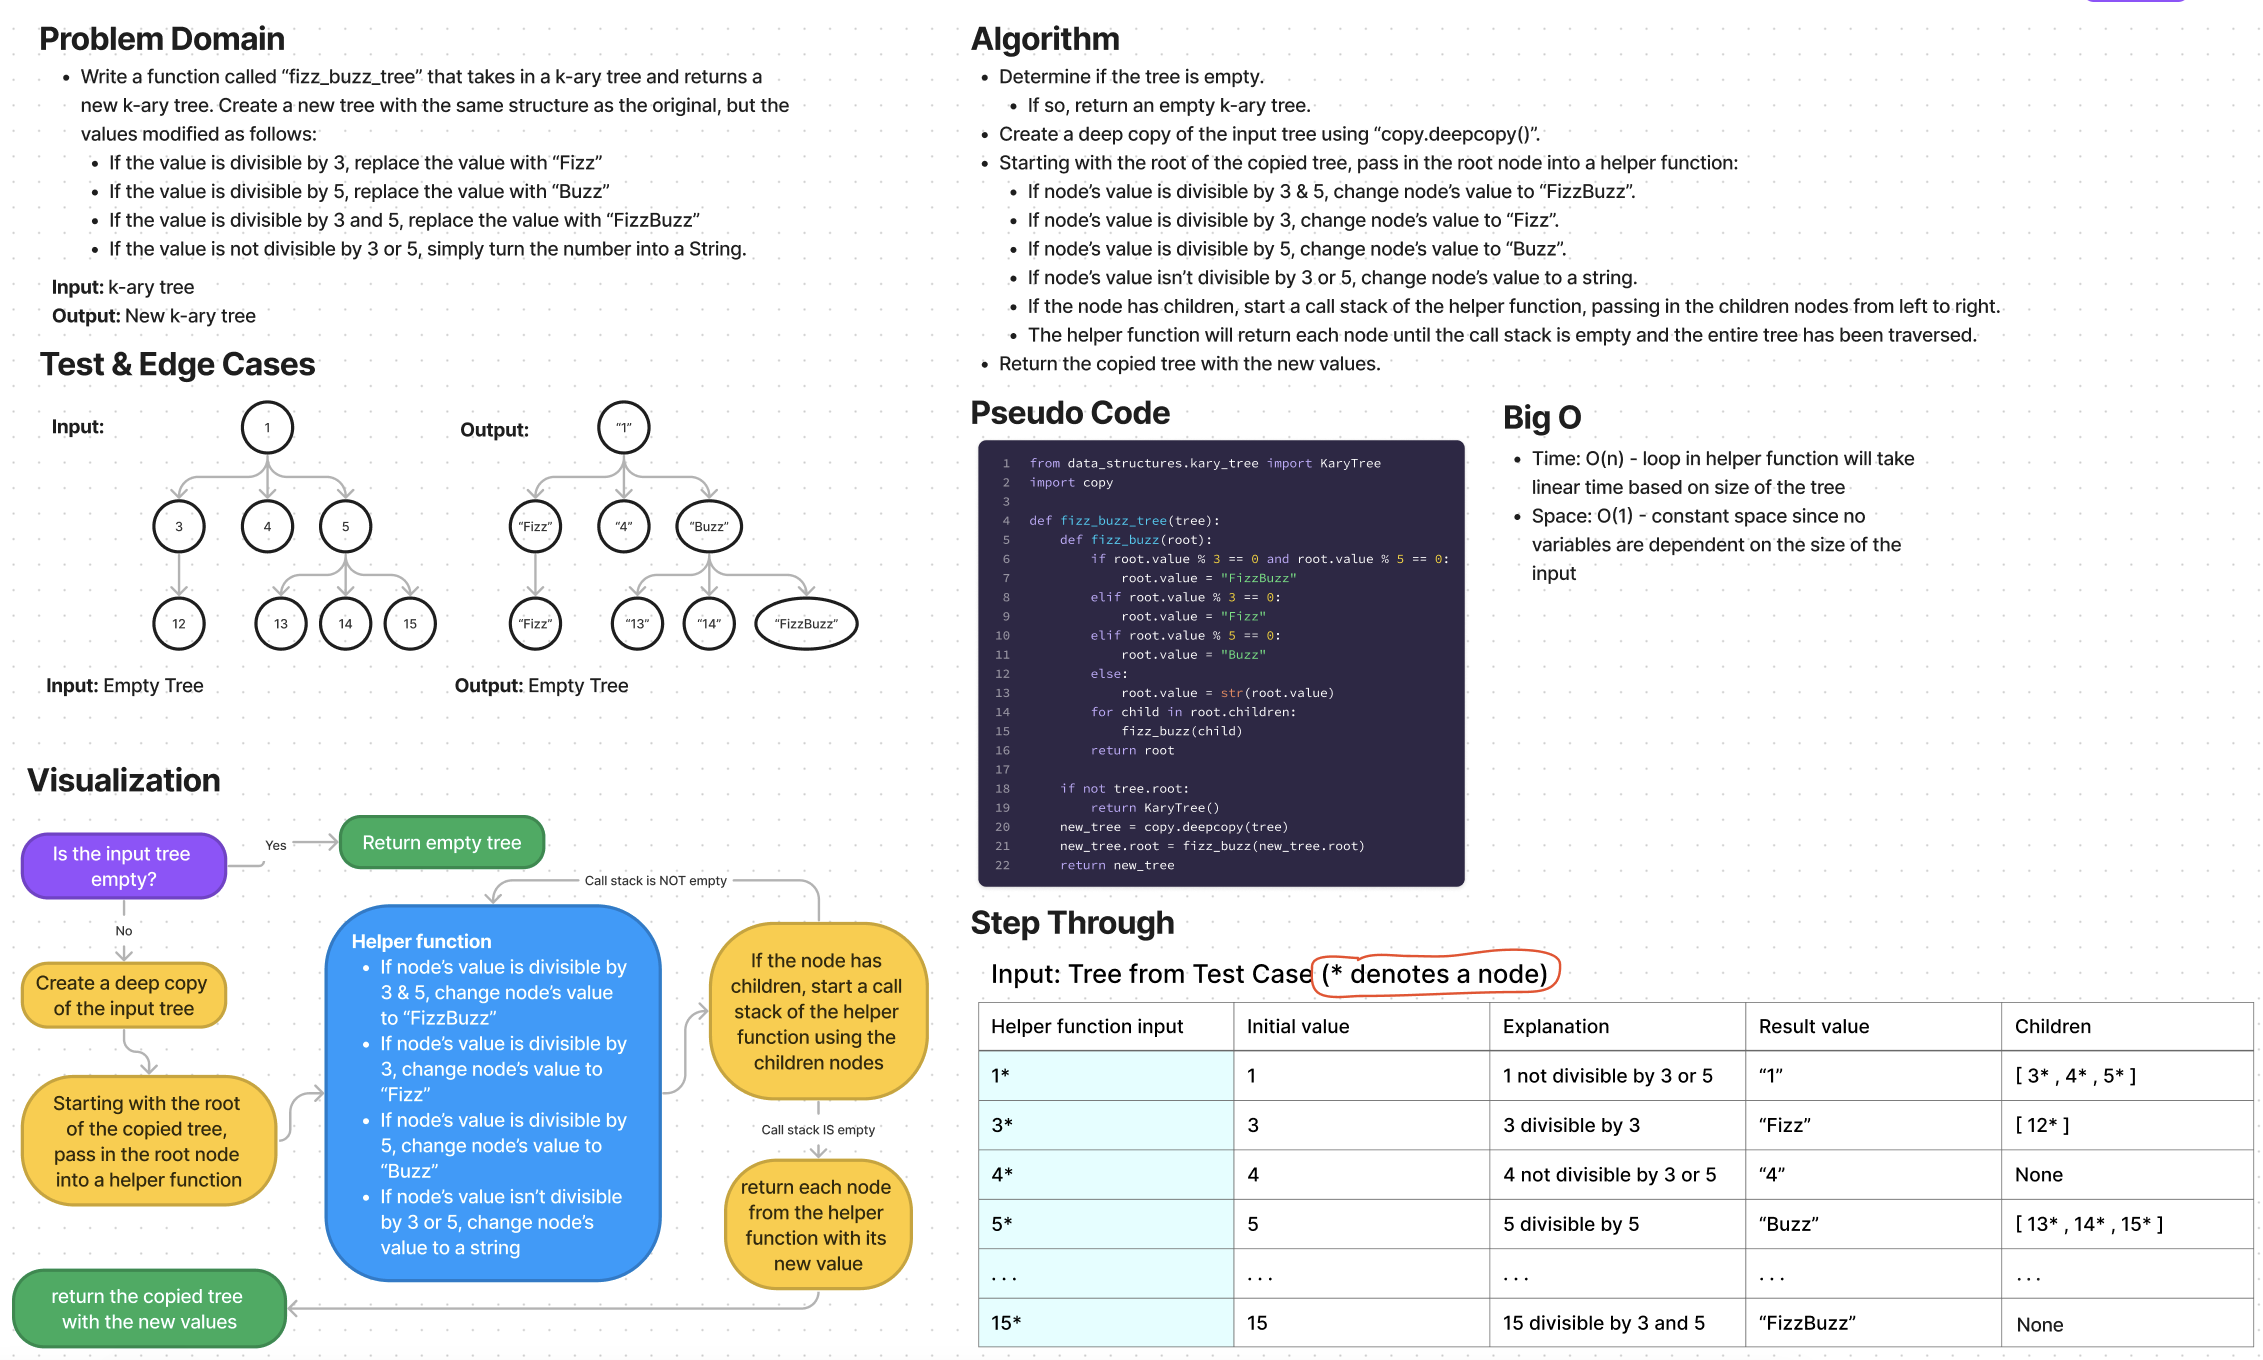 Problem Domain
• Write a function called “fizz_buzz_tree” that takes in a k-ary tree and returns a
new k-ary tree. Create a new tree with the same structure as the original, but the
values modified as follows:
• If the value is divisible by 3, replace the value with “Fizz”
• If the value is divisible by 5, replace the value with “Buzz”
• If the value is divisible by 3 and 5, replace the value with “FizzBuzz”
• If the value is not divisible by 3 or 5, simply turn the number into a String.
Input: k-ary tree
Output: New k-ary tree
Test & Edge Cases
Input:
1
3
4
5
12
13
14
15
Output:
“1”
“Fizz”
“4”
“Buzz”
“Fizz”
“13”
“14”
“FizzBuzz”
Input: Empty Tree
Output: Empty Tree
Visualization
Is the input tree
empty?
Yes
Return empty tree
No
Create a deep copy
of the input tree
Starting with the root
of the copied tree,
pass in the root node
into a helper function
Call stack is NOT empty
Helper function
• If node’s value is divisible by
3 & 5, change node’s value
to “FizzBuzz”
• If node’s value is divisible by
3, change node’s value to
“Fizz”
• If node’s value is divisible by
5, change node’s value to
“Buzz”
• If node’s value isn’t divisible
by 3 or 5, change node’s
value to a string
If the node has
children, start a call
stack of the helper
function using the
children nodes
Call stack IS empty
return each node
from the helper
function with its
new value
return the copied tree
with the new values
Algorithm
• Determine if the tree is empty.
• If so, return an empty k-ary tree.
• Create a deep copy of the input tree using “copy.deepcopy()”.
• Starting with the root of the copied tree, pass in the root node into a helper function:
• If node’s value is divisible by 3 & 5, change node’s value to “FizzBuzz”.
• If node’s value is divisible by 3, change node’s value to “Fizz”.
• If node’s value is divisible by 5, change node’s value to “Buzz”.
• If node’s value isn’t divisible by 3 or 5, change node’s value to a string.
• If the node has children, start a call stack of the helper function, passing in the children nodes from left to right.
• The helper function will return each node until the call stack is empty and the entire tree has been traversed.
• Return the copied tree with the new values.
Pseudo Code
1 from data_structures.kary_tree import KaryTree
2 import copy
3
4 def fizz_buzz_tree(tree):
5     def fizz_buzz(root):
6         if root.value % 3 == 0 and root.value % 5 == 0:
7             root.value = "FizzBuzz"
8         elif root.value % 3 == 0:
9             root.value = "Fizz"
10         elif root.value % 5 == 0:
11             root.value = "Buzz"
12         else:
13             root.value = str(root.value)
14         for child in root.children:
15             fizz_buzz(child)
16         return root
17
18     if not tree.root:
19         return KaryTree()
20     new_tree = copy.deepcopy(tree)
21     new_tree.root = fizz_buzz(new_tree.root)
22     return new_tree
Big O
• Time: O(n) - loop in helper function will take
linear time based on size of the tree
• Space: O(1) - constant space since no
variables are dependent on the size of the
input
Step Through
Input: Tree from Test Case (* denotes a node)
Helper function input Initial value Explanation Result value Children
1* 1 1 not divisible by 3 or 5 “1” [ 3* , 4* , 5* ]
3* 3 3 divisible by 3 “Fizz” [ 12* ]
4* 4 4 not divisible by 3 or 5 “4” None
5* 5 5 divisible by 5 “Buzz” [ 13* , 14* , 15* ]
. . . . . . . . . . . . . . .
15* 15 15 divisible by 3 and 5 “FizzBuzz” None